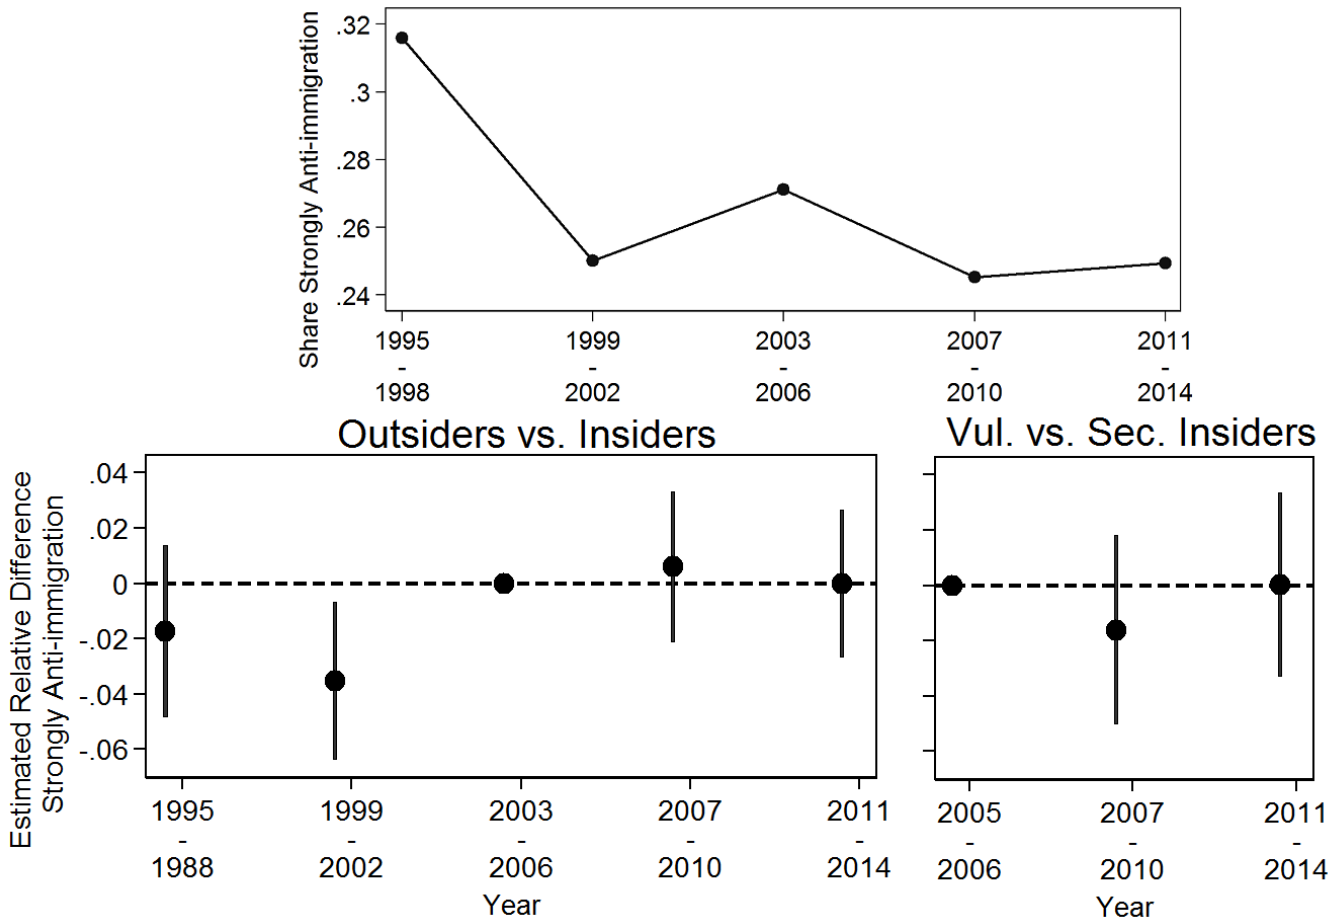 Share Strongly Anti-immigration
.32
.3
.28
.26
.24
1995 1999 2003 2007 2011
- - - - -
1998 2002 2006 2010 2014
Outsiders vs. Insiders
Estimated Relative Difference
Strongly Anti-immigration
.04
.02
0
-.02
-.04
-.06
1995 1999 2003 2007 2011
- - - - -
1988 2002 2006 2010 2014
Year
Vul. vs. Sec. Insiders
2005 2007 2011
- - -
2006 2010 2014
Year